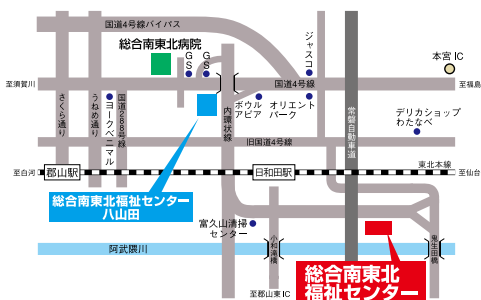 国道4号線バイパス
総合南東北病院
ジャスコ
GS
GS
本宮IC
至須賀川
国道4号線
至福島
さくら通り
うねめ通り
ヨークベニマル
国道288号線
ボウル
アピア
オリエント
パーク
内環状線
常磐自動車道
デリカショップ
わたなべ
旧国道4号線
東北本線
至白河
郡山駅
日和田駅
至仙台
総合南東北福祉センター
八山田
富久山清掃
センター
小和滝橋
鬼生田橋
阿武隈川
総合南東北
福祉センター
至郡山東IC